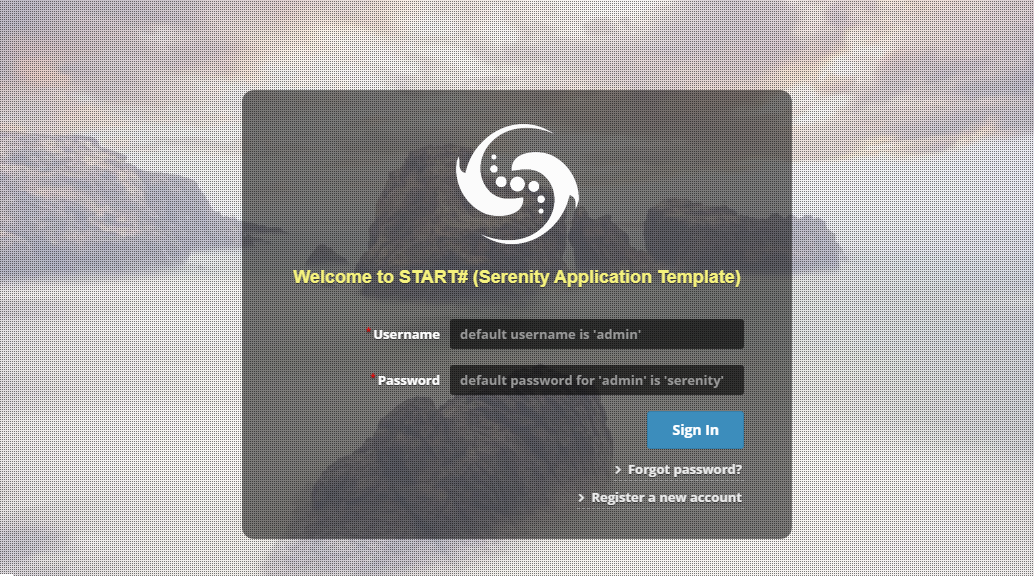 Welcome to START# (Serenity Application Template)
*Username
default username is 'admin'
*Password
default password for 'admin' is 'serenity'
Sign In
Forgot password?
Register a new account